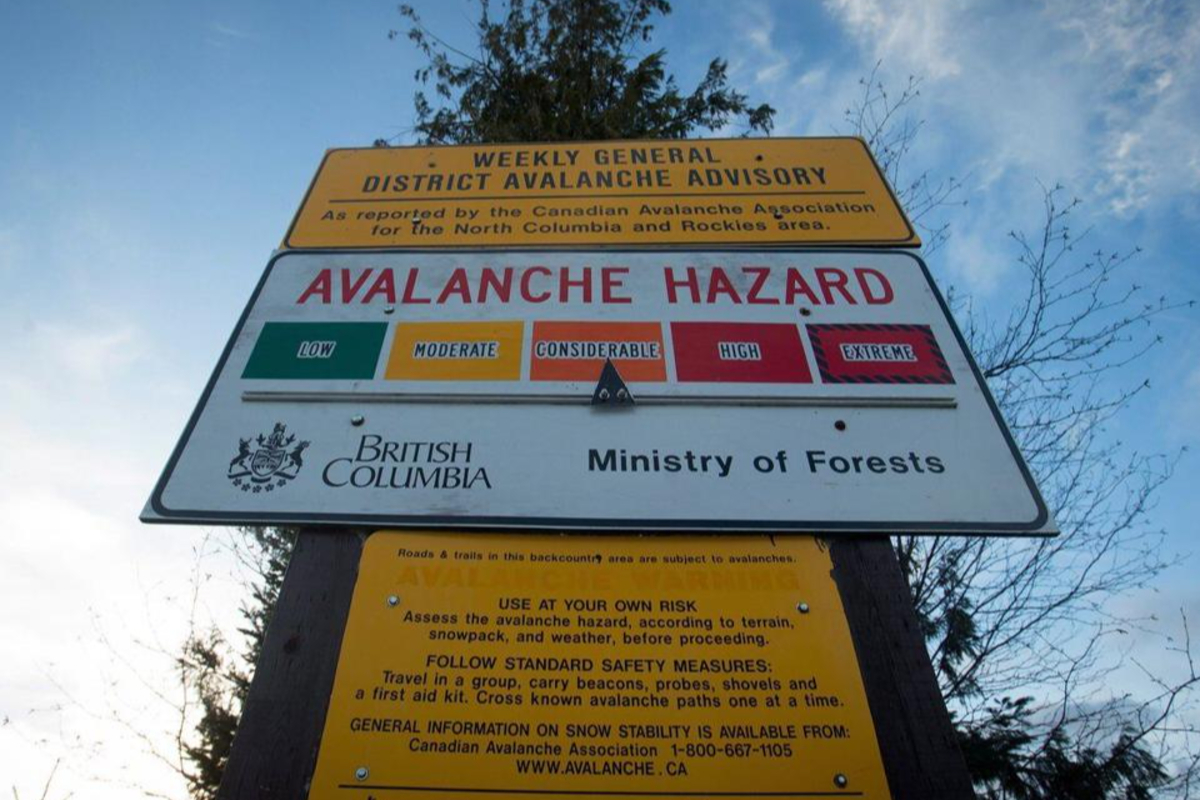 WEEKLY GENERAL
DISTRICT AVALANCHE ADVISORY
As reported by the Canadian Avalanche Association
for the North Columbia and Rockies area.
AVALANCHE HAZARD
LOW MODERATE CONSIDERABLE HIGH EXTREME
BRITISH
COLUMBIA
Ministry of Forests
Roads & trails in this backcountry area are subject to avalanches.
AVALANCHE WARNING
USE AT YOUR OWN RISK
Assess the avalanche hazard, according to terrain,
snowpack, and weather, before proceeding.
FOLLOW STANDARD SAFETY MEASURES:
Travel in a group, carry beacons, probes, shovels and
a first aid kit. Cross known avalanche paths one at a time.
GENERAL INFORMATION ON SNOW STABILITY IS AVAILABLE FROM:
Canadian Avalanche Association 1-800-667-1105
WWW.AVALANCHE.CA